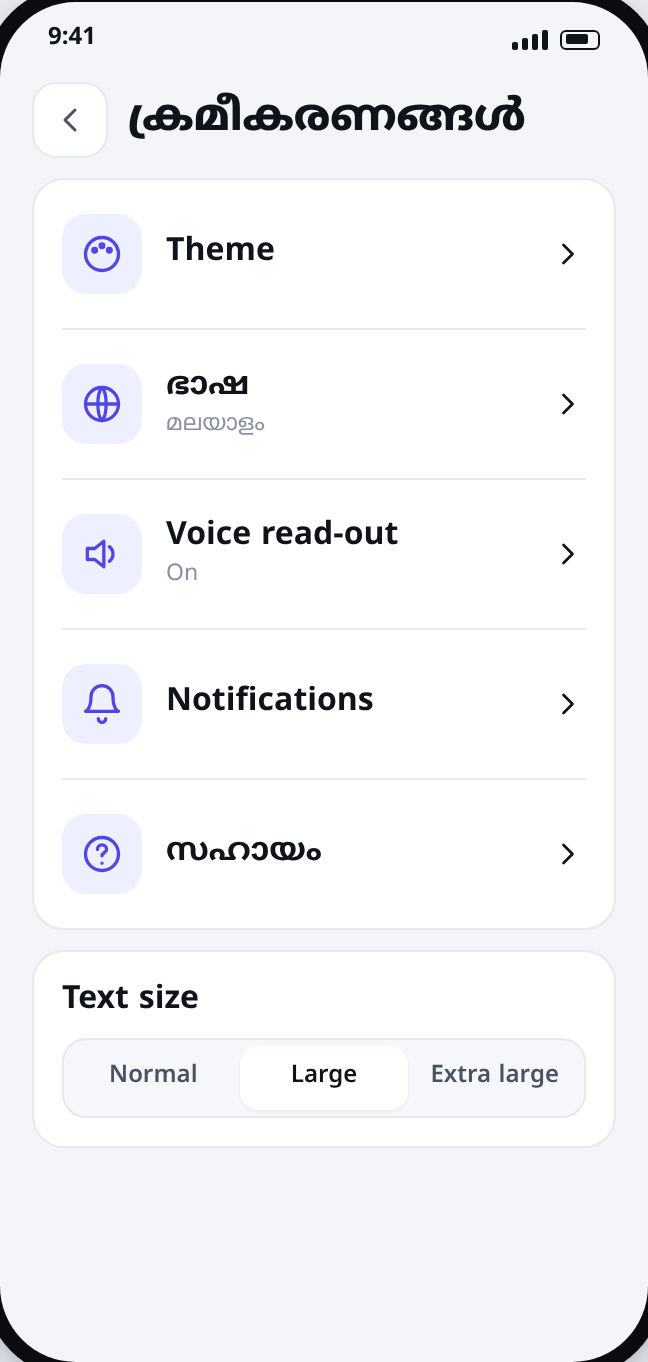 9:41
ക്രമീകരണങ്ങൾ
Theme
ഭാഷ
മലയാളം
Voice read-out
On
Notifications
സഹായം
Text size
Normal Large Extra large